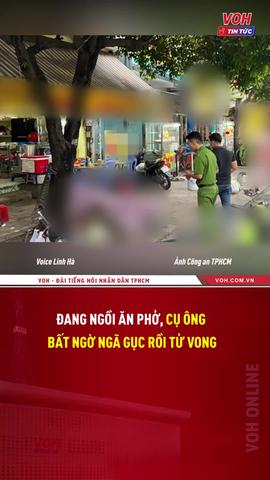 VOH
TIN TỨC
Voice Linh Hà
Ảnh Công an TPHCM
VOH - ĐÀI TIẾNG NÓI NHÂN DÂN TPHCM
VOH.COM.VN
ĐANG NGỒI ĂN PHỞ, CỤ ÔNG
BẤT NGỜ NGÃ GỤC RỒI TỬ VONG
VOH ONLINE
VOH